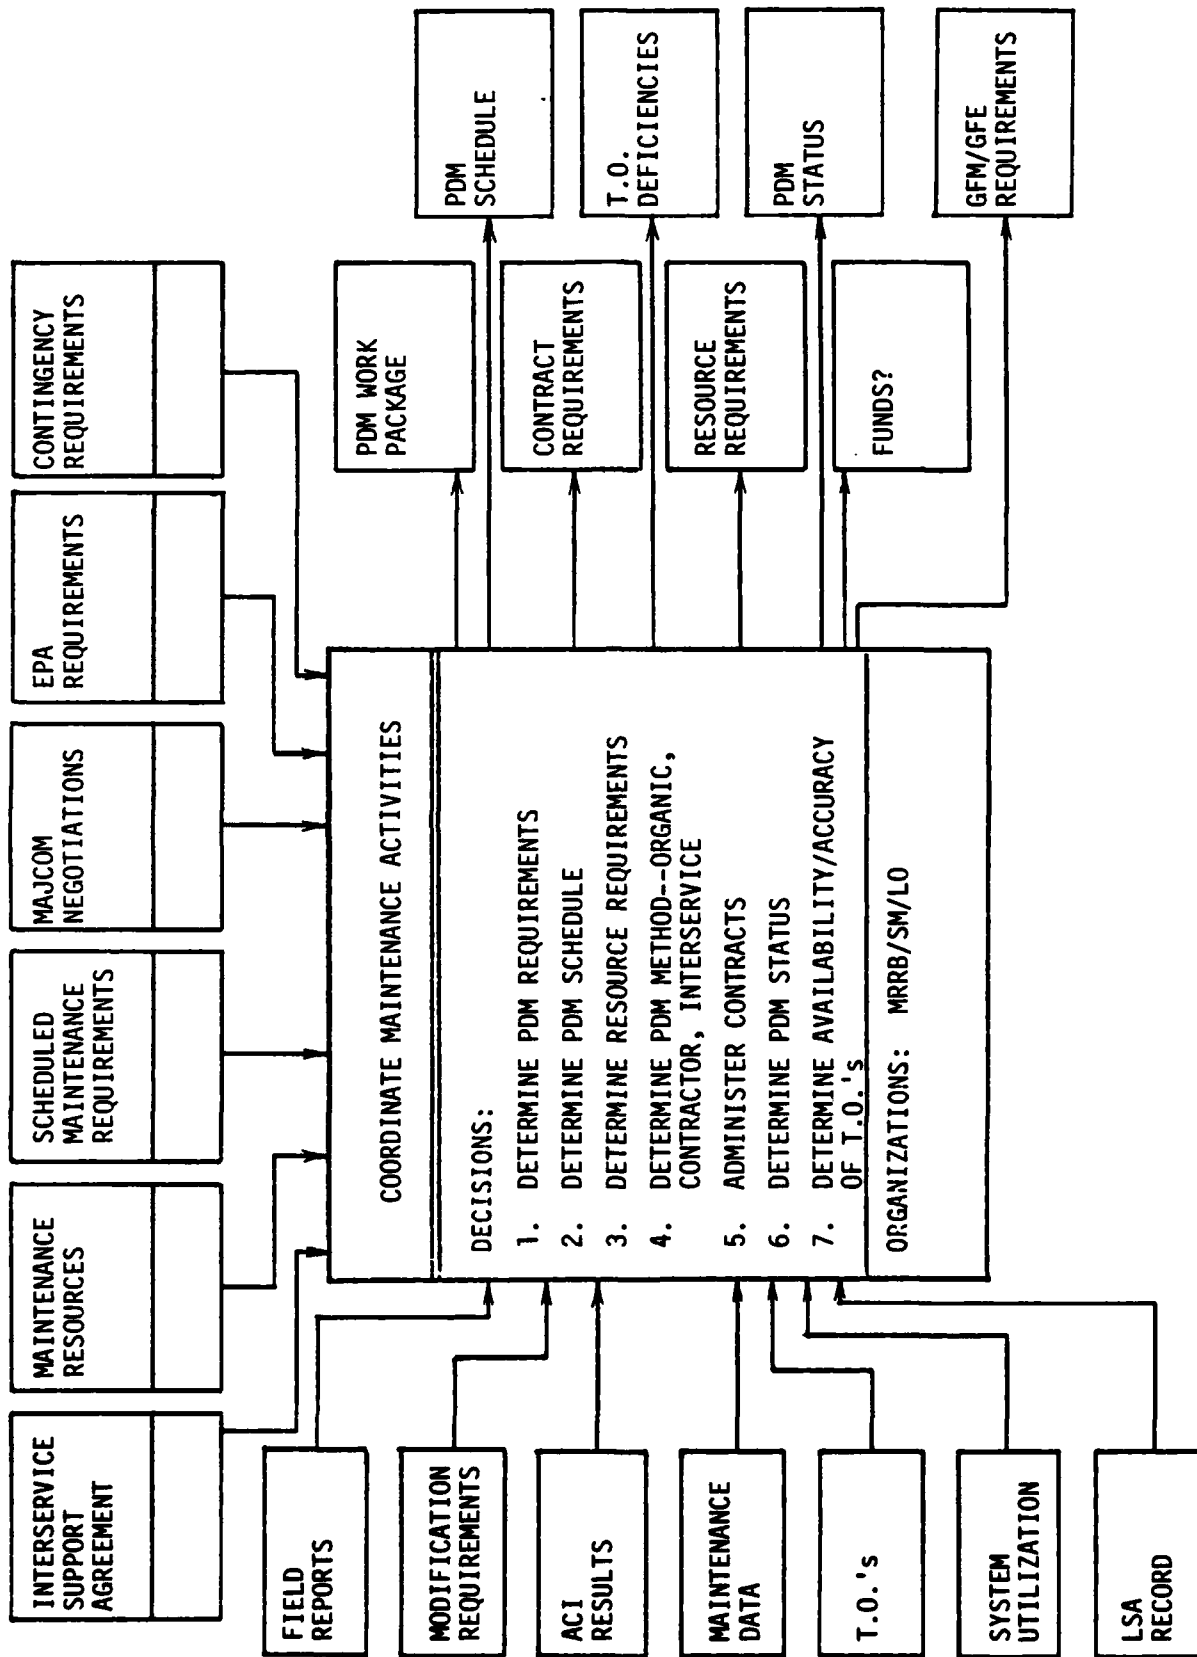 INTERSERVICE
SUPPORT
AGREEMENT
MAINTENANCE
RESOURCES
SCHEDULED
MAINTENANCE
REQUIREMENTS
MAJCOM
NEGOTIATIONS
EPA
REQUIREMENTS
CONTINGENCY
REQUIREMENTS
FIELD
REPORTS
MODIFICATION
REQUIREMENTS
ACI
RESULTS
MAINTENANCE
DATA
T.O.'s
SYSTEM
UTILIZATION
LSA
RECORD
COORDINATE MAINTENANCE ACTIVITIES
DECISIONS:
1. DETERMINE PDM REQUIREMENTS
2. DETERMINE PDM SCHEDULE
3. DETERMINE RESOURCE REQUIREMENTS
4. DETERMINE PDM METHOD--ORGANIC,
CONTRACTOR, INTERSERVICE
5. ADMINISTER CONTRACTS
6. DETERMINE PDM STATUS
7. DETERMINE AVAILABILITY/ACCURACY
OF T.O.'s
ORGANIZATIONS: MRRB/SM/LO
PDM WORK
PACKAGE
PDM
SCHEDULE
CONTRACT
REQUIREMENTS
T.O.
DEFICIENCIES
RESOURCE
REQUIREMENTS
PDM
STATUS
FUNDS?
GFM/GFE
REQUIREMENTS